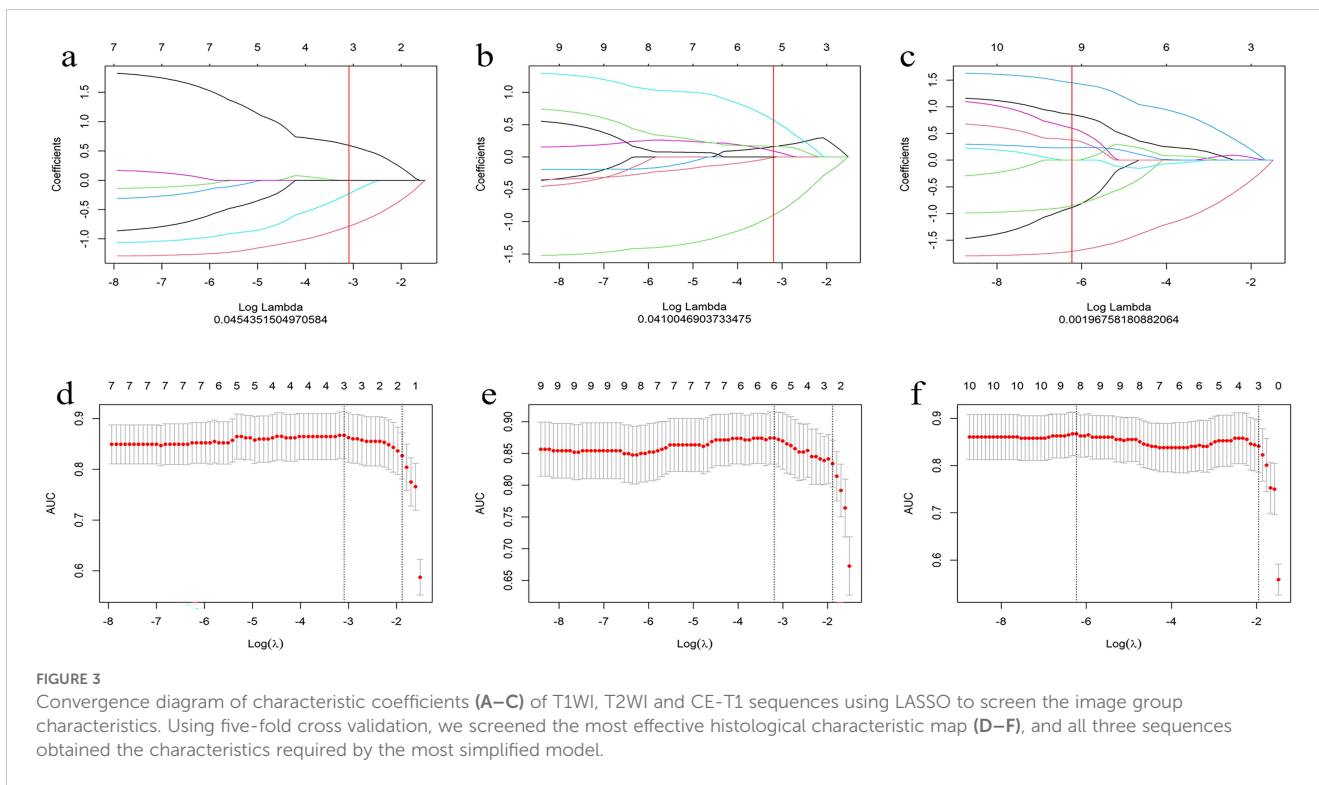 a
7 7 7 5 4 3 2
Coefficients
1.5
1.0
0.5
0.0
-0.5
-1.0
-8 -7 -6 -5 -4 -3 -2
Log Lambda
0.0454351504970584
b
9 9 8 7 7 5 3
Coefficients
1.0
0.5
0.0
-0.5
-1.0
-1.5
-8 -7 -6 -5 -4 -3 -2
Log Lambda
0.0410046903733475
c
10 9 6 3
Coefficients
1.5
1.0
0.5
0.0
-0.5
-1.0
-1.5
-8 -6 -4 -2
Log Lambda
0.00196758180882064
d
7 7 7 7 7 7 6 5 5 4 4 4 4 3 3 2 2 1
AUC
0.9
0.8
0.7
0.6
-8 -7 -6 -5 -4 -3 -2
Log(λ)
e
9 9 9 9 9 9 8 7 7 7 7 7 6 6 5 4 3 2
AUC
0.90
0.85
0.80
0.75
0.70
0.65
-8 -7 -6 -5 -4 -3 -2
Log(λ)
f
10 10 10 10 9 8 9 9 8 7 6 6 5 4 3 0
AUC
0.9
0.8
0.7
0.6
-8 -6 -4 -2
Log(λ)
FIGURE 3
Convergence diagram of characteristic coefficients (A–C) of T1WI, T2WI and CE-T1 sequences using LASSO to screen the image group
characteristics. Using five-fold cross validation, we screened the most effective histological characteristic map (D–F), and all three sequences
obtained the characteristics required by the most simplified model.